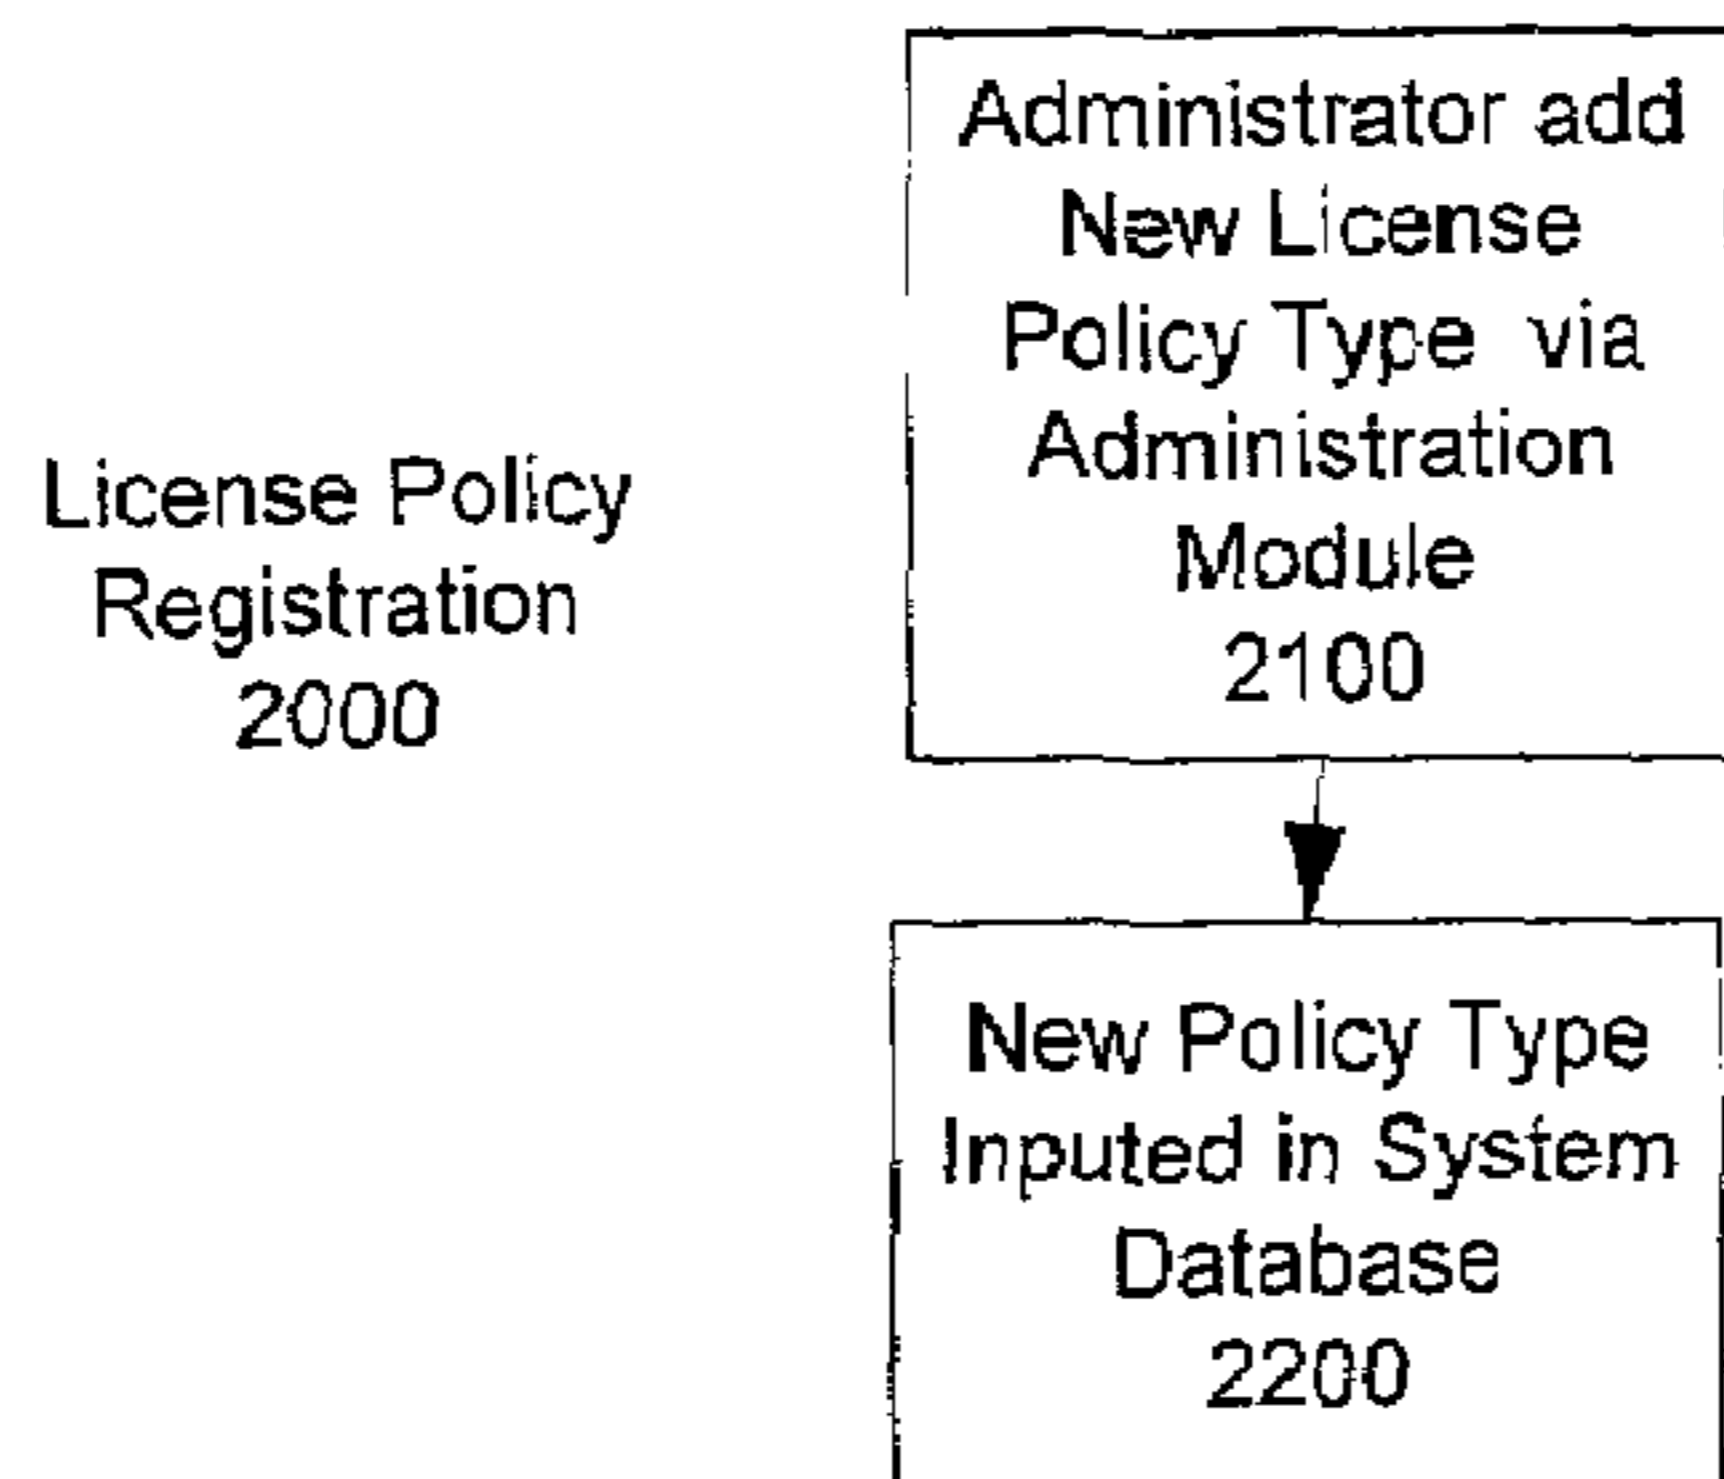 License Policy
Registration
2000
Administrator add
New License
Policy Type via
Administration
Module
2100
New Policy Type
Inputed in System
Database
2200